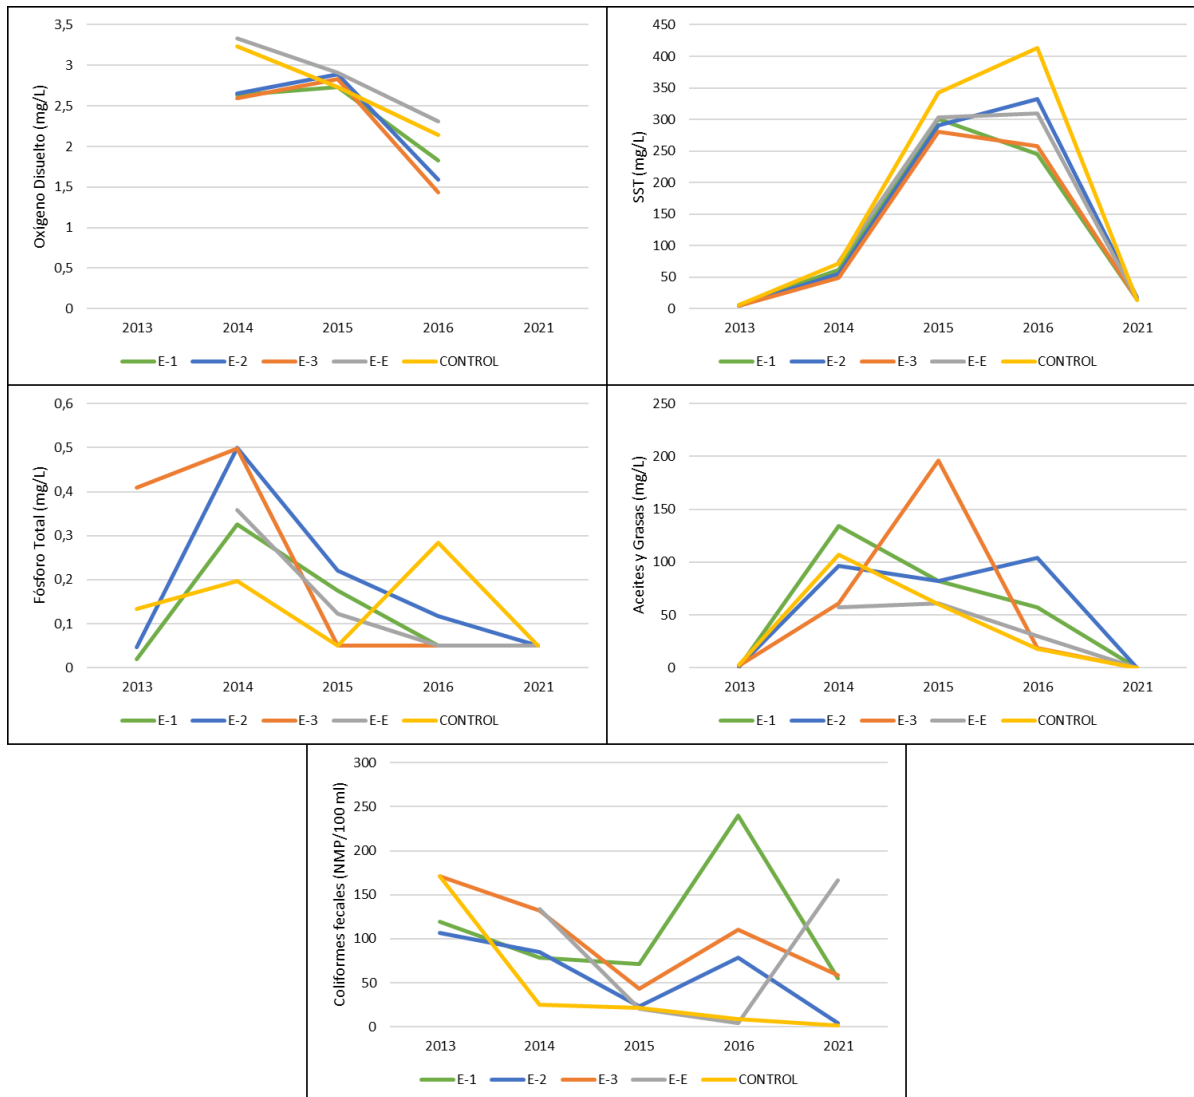 Oxigeno Disuelto (mg/L)
3,5
3
2,5
2
1,5
1
0,5
0
2013 2014 2015 2016 2021
E-1 E-2 E-3 E-E CONTROL
SST (mg/L)
450
400
350
300
250
200
150
100
50
0
2013 2014 2015 2016 2021
E-1 E-2 E-3 E-E CONTROL
Fósforo Total (mg/L)
0,6
0,5
0,4
0,3
0,2
0,1
0
2013 2014 2015 2016 2021
E-1 E-2 E-3 E-E CONTROL
Aceites y Grasas (mg/L)
250
200
150
100
50
0
2013 2014 2015 2016 2021
E-1 E-2 E-3 E-E CONTROL
Coliformes fecales (NMP/100 ml)
300
250
200
150
100
50
0
2013 2014 2015 2016 2021
E-1 E-2 E-3 E-E CONTROL